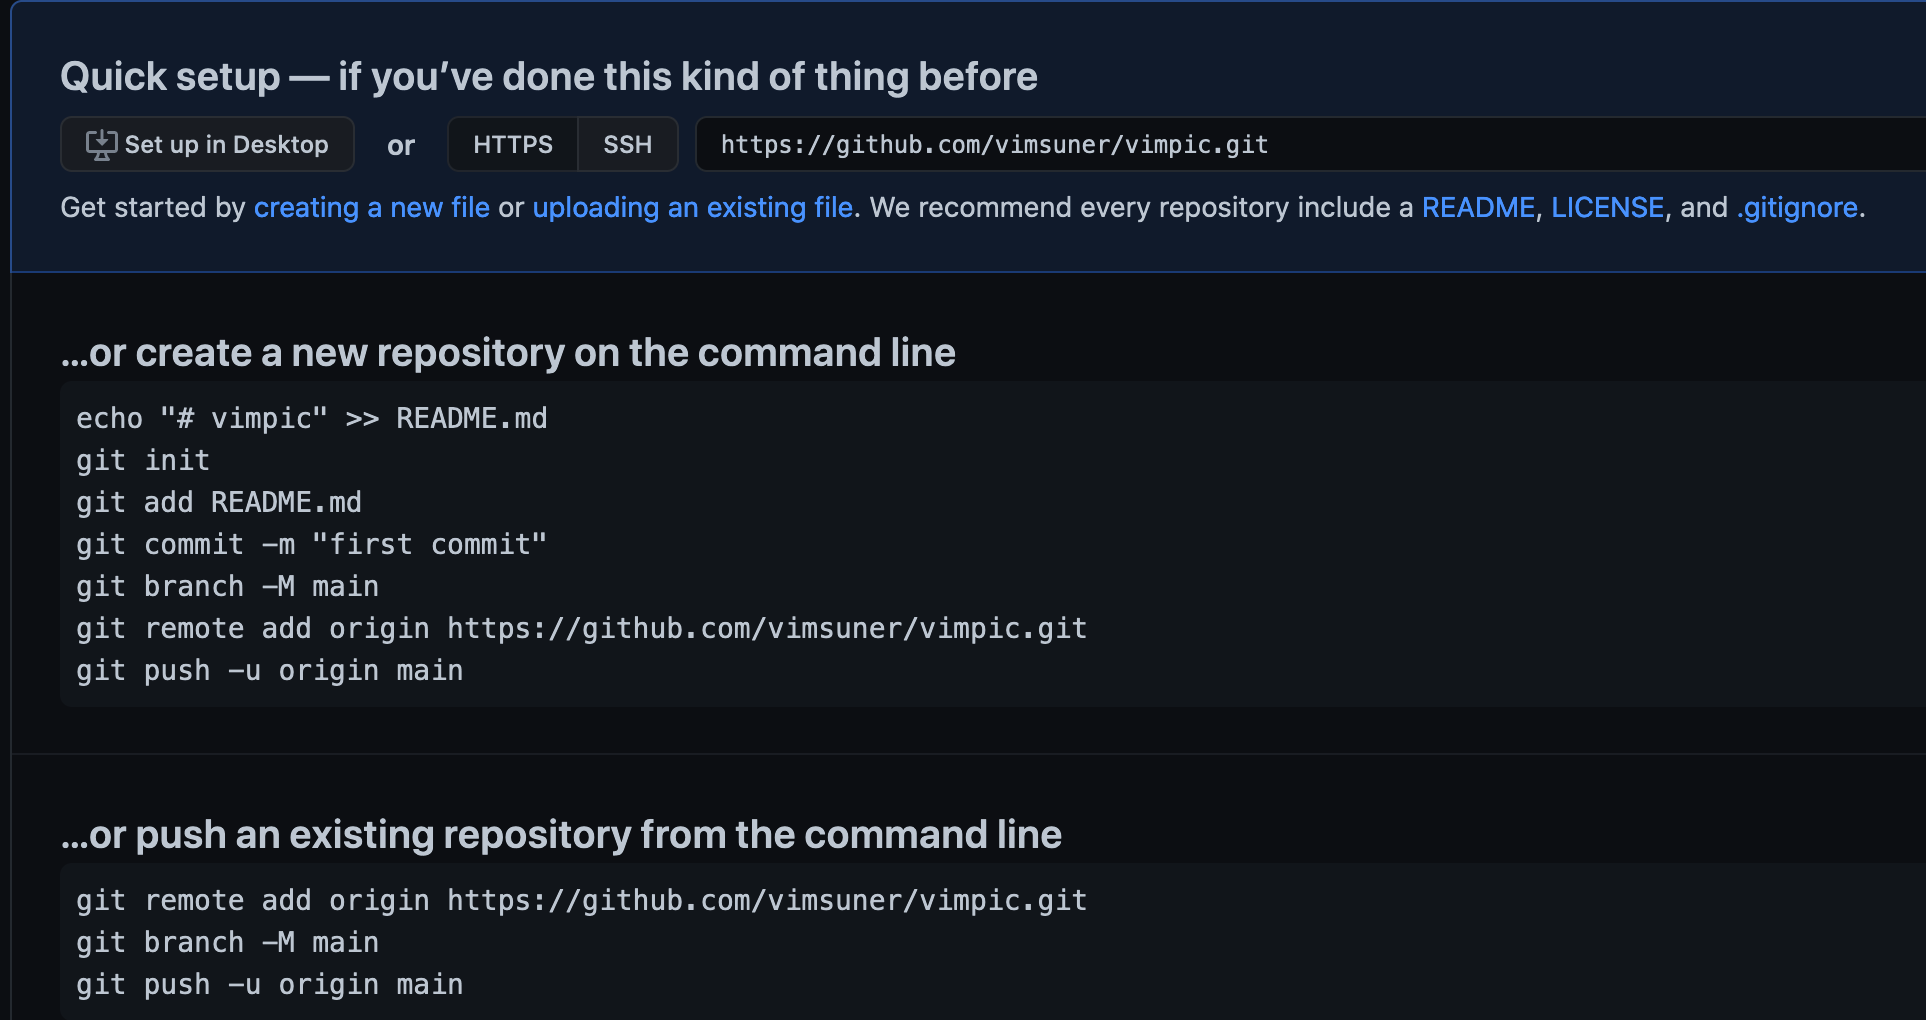 Quick setup — if you’ve done this kind of thing before
Set up in Desktop or HTTPS SSH https://github.com/vimsuner/vimpic.git
Get started by creating a new file or uploading an existing file. We recommend every repository include a README, LICENSE, and .gitignore.
…or create a new repository on the command line
echo "# vimpic" >> README.md
git init
git add README.md
git commit -m "first commit"
git branch -M main
git remote add origin https://github.com/vimsuner/vimpic.git
git push -u origin main
…or push an existing repository from the command line
git remote add origin https://github.com/vimsuner/vimpic.git
git branch -M main
git push -u origin main